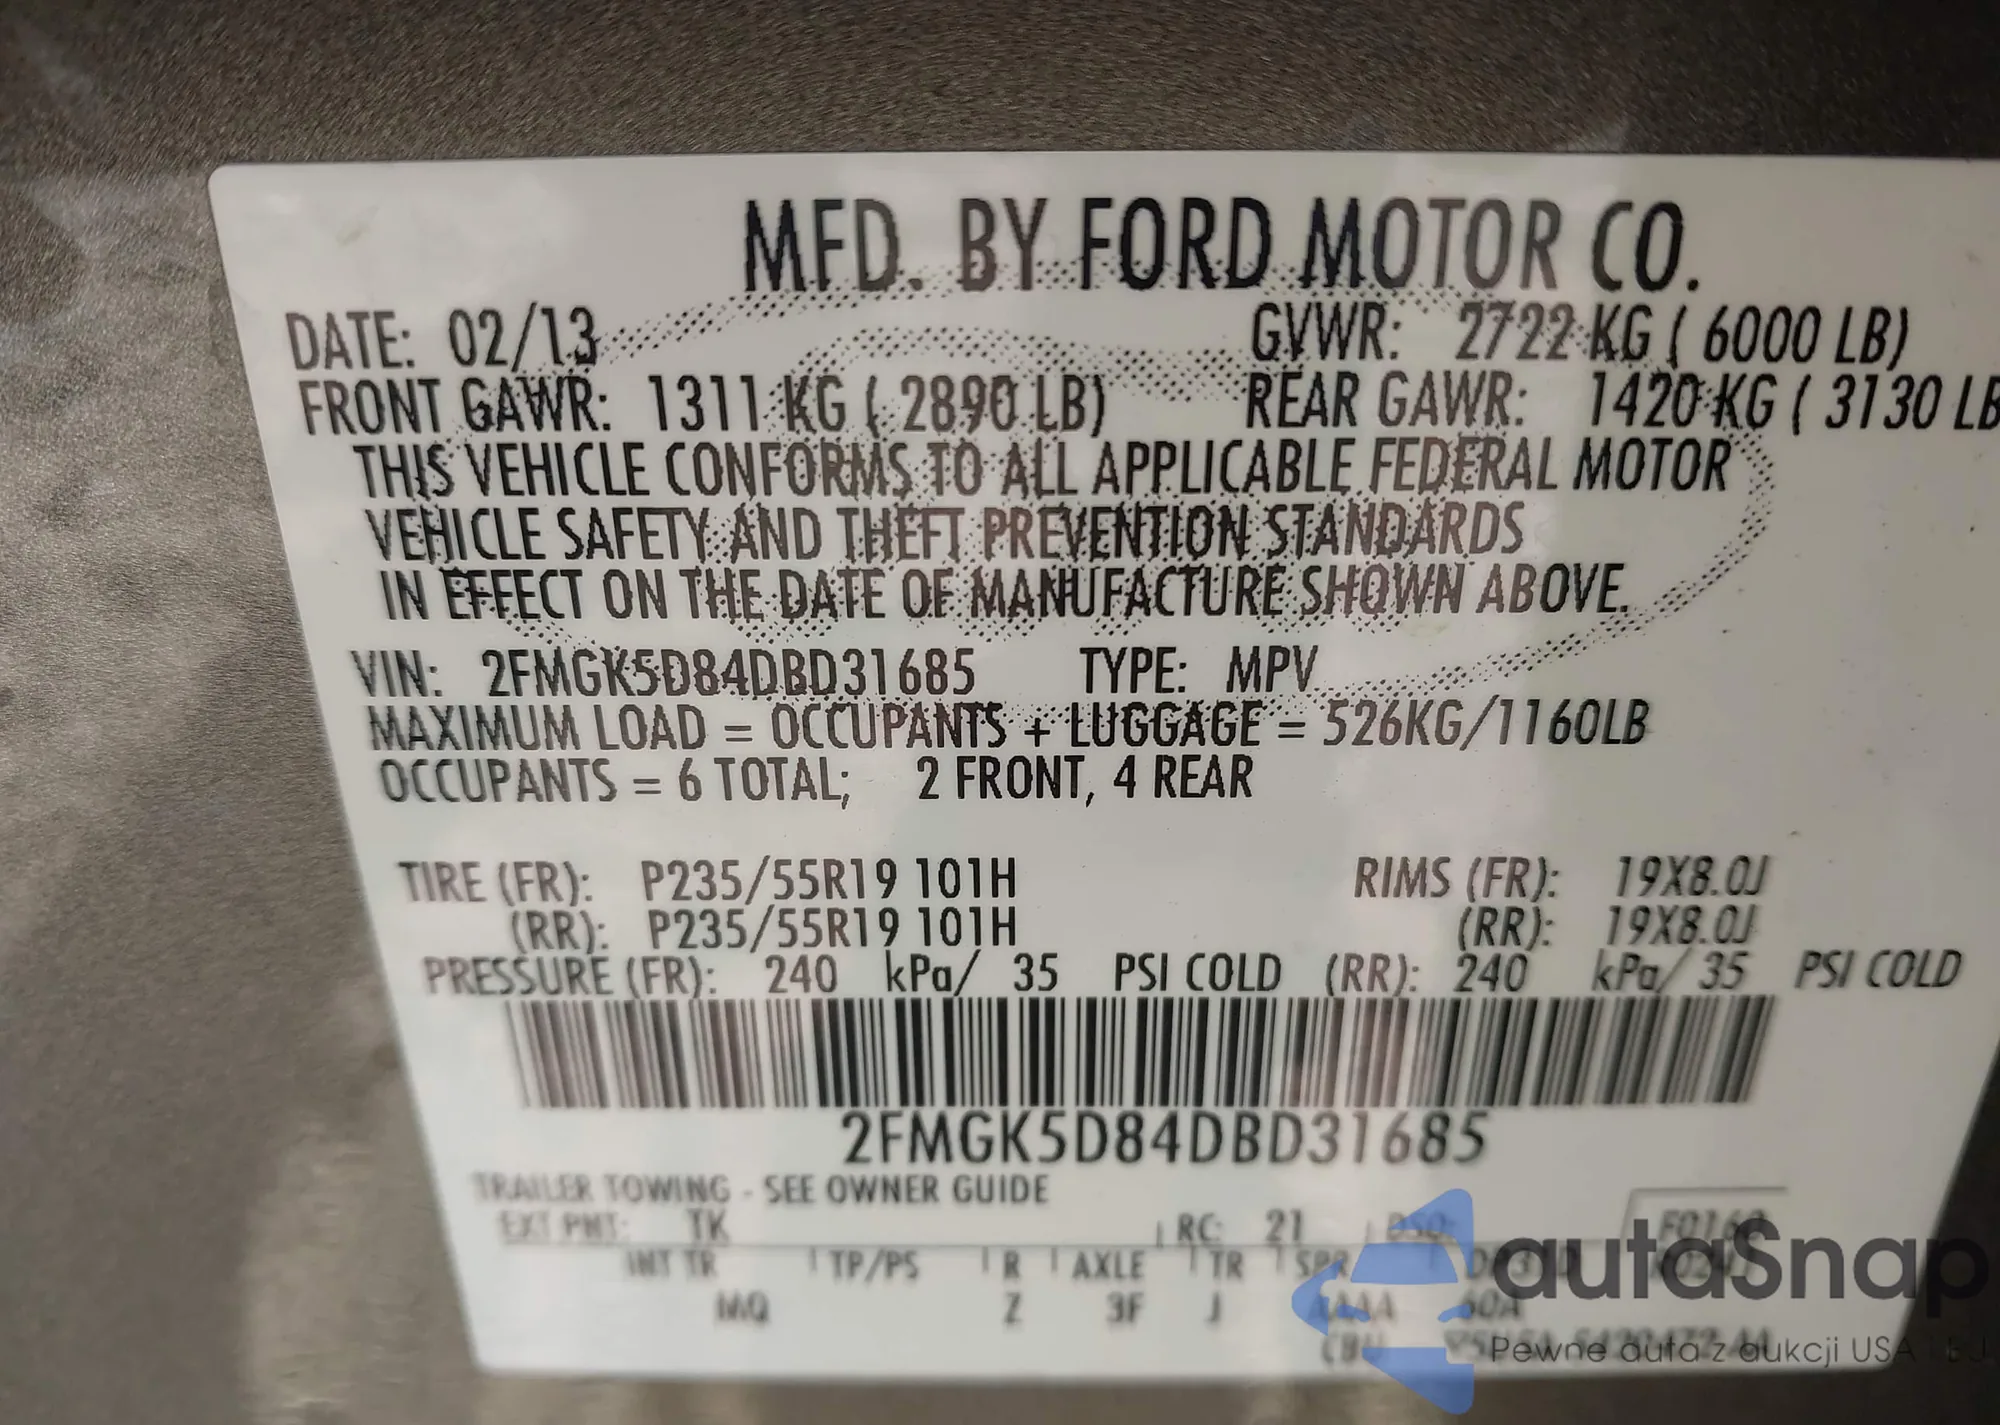 MFD. BY FORD MOTOR CO.
DATE: 02/13 GVWR: 2722 KG ( 6000 LB)
FRONT GAWR: 1311 KG ( 2890 LB) REAR GAWR: 1420 KG ( 3130 LB
THIS VEHICLE CONFORMS TO ALL APPLICABLE FEDERAL MOTOR
VEHICLE SAFETY AND THEFT PREVENTION STANDARDS
IN EFFECT ON THE DATE OF MANUFACTURE SHOWN ABOVE.
VIN: 2FMGK5D84DBD31685 TYPE: MPV
MAXIMUM LOAD = OCCUPANTS + LUGGAGE = 526KG/1160LB
OCCUPANTS = 6 TOTAL; 2 FRONT, 4 REAR
TIRE (FR): P235/55R19 101H RIMS (FR): 19X8.0J
(RR): P235/55R19 101H (RR): 19X8.0J
PRESSURE (FR): 240 kPa/ 35 PSI COLD (RR): 240 kPa/ 35 PSI COLD
2FMGK5D84DBD31685
TRAILER TOWING - SEE OWNER GUIDE
EXT PNT: TK RC: 21 DSO:
INT TR TP/PS R AXLE TR SPR
MQ Z 3F J AAAA
autaSnap
Pewne auta z aukcji USA i EU